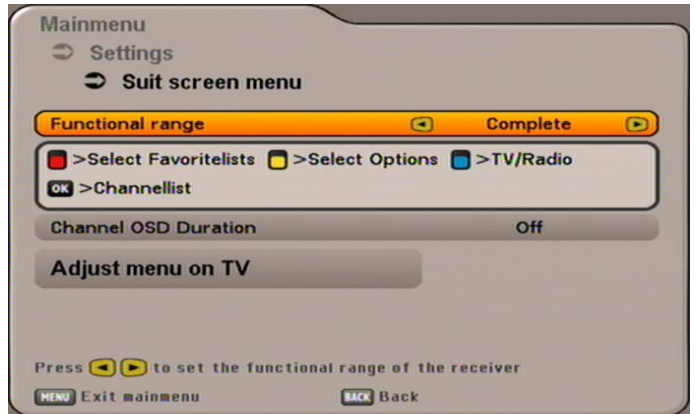 Mainmenu
Settings
Suit screen menu
Functional range Complete
>Select Favoritelists >Select Options >TV/Radio
OK >Channellist
Channel OSD Duration Off
Adjust menu on TV
Press to set the functional range of the receiver
MENU Exit mainmenu BACK Back